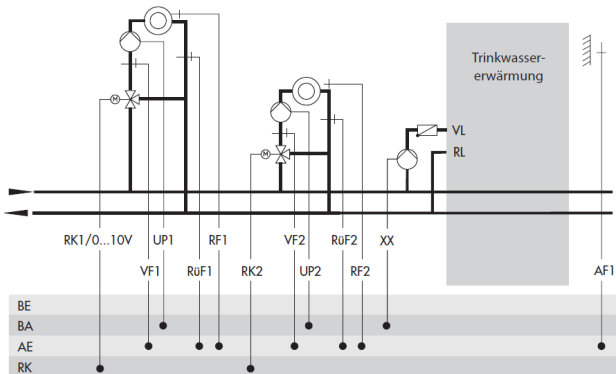 Trinkwasser-
erwärmung
M
VL
M
RL
RK1/0...10V UP1 RF1 VF2 RüF2 XX
VF1 RüF1 RK2 UP2 RF2 AF1
BE
BA
AE
RK